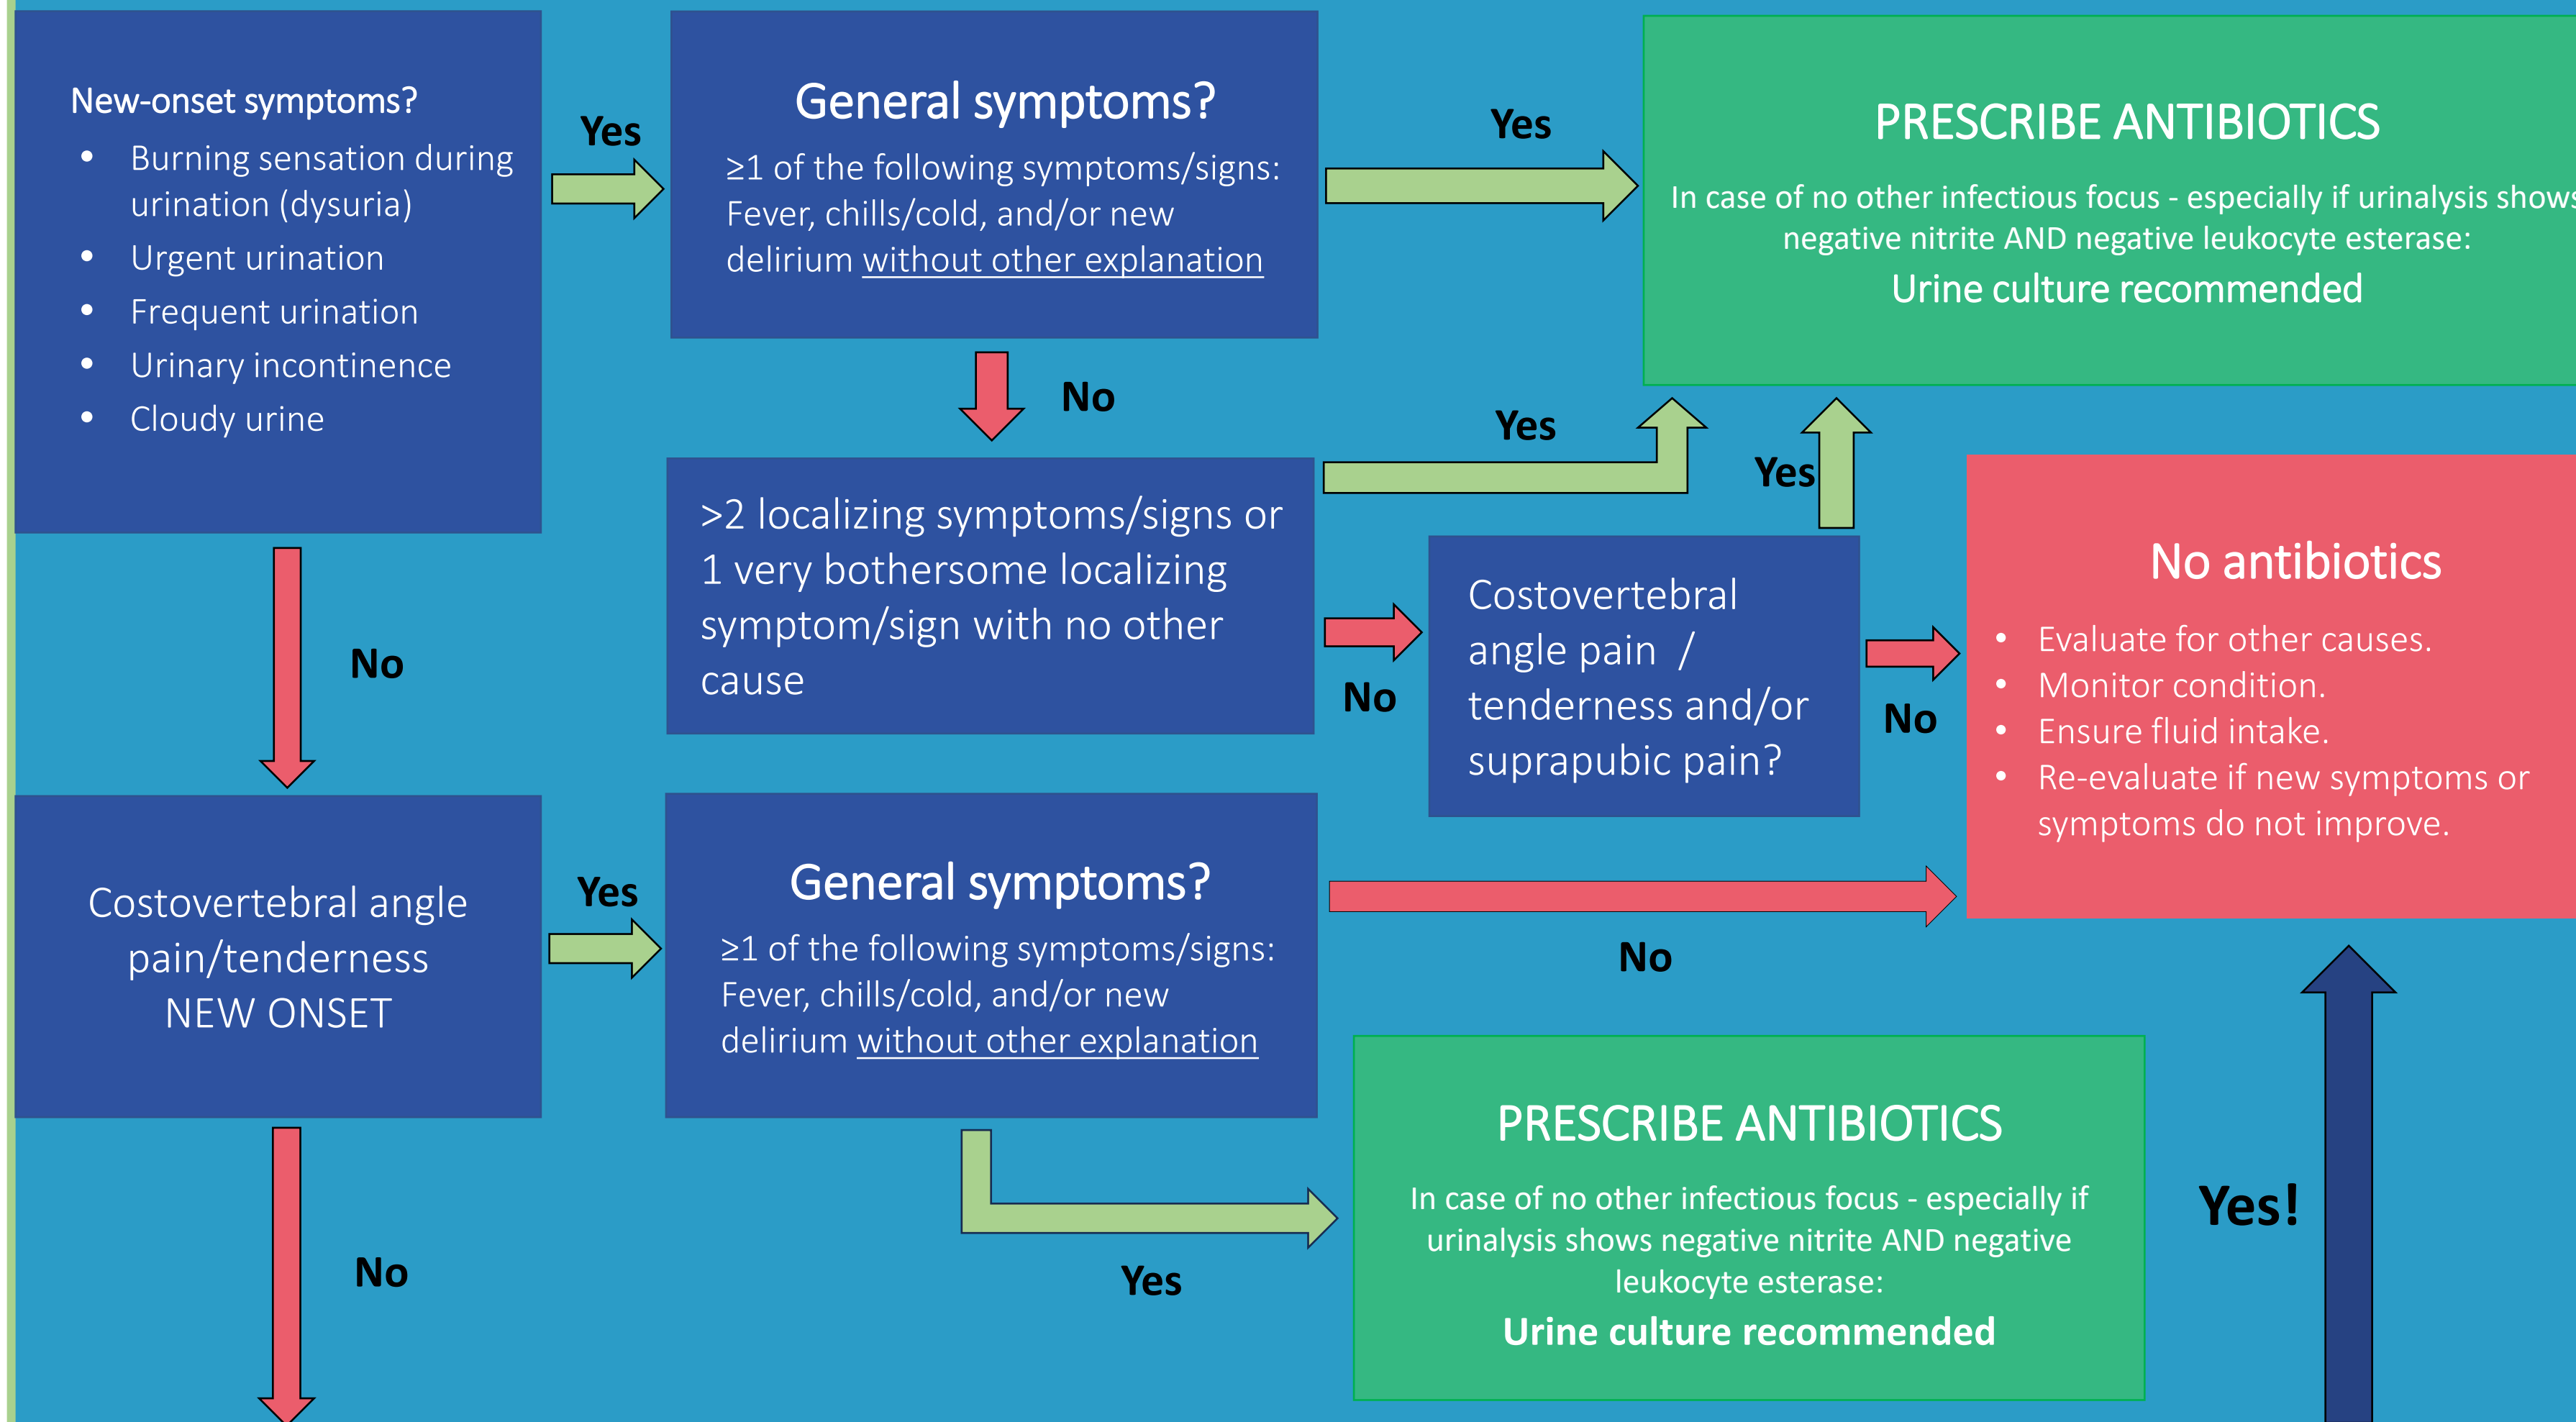 New-onset symptoms?
• Burning sensation during
urination (dysuria)
• Urgent urination
• Frequent urination
• Urinary incontinence
• Cloudy urine
Yes
General symptoms?
≥1 of the following symptoms/signs:
Fever, chills/cold, and/or new
delirium without other explanation
Yes
PRESCRIBE ANTIBIOTICS
In case of no other infectious focus - especially if urinalysis shows
negative nitrite AND negative leukocyte esterase:
Urine culture recommended
No
Yes
Yes
>2 localizing symptoms/signs or
1 very bothersome localizing
symptom/sign with no other
cause
No
Costovertebral
angle pain /
tenderness and/or
suprapubic pain?
No
No antibiotics
• Evaluate for other causes.
• Monitor condition.
• Ensure fluid intake.
• Re-evaluate if new symptoms or
symptoms do not improve.
No
Costovertebral angle
pain/tenderness
NEW ONSET
Yes
General symptoms?
≥1 of the following symptoms/signs:
Fever, chills/cold, and/or new
delirium without other explanation
No
Yes
PRESCRIBE ANTIBIOTICS
In case of no other infectious focus - especially if
urinalysis shows negative nitrite AND negative
leukocyte esterase:
Urine culture recommended
Yes!
No